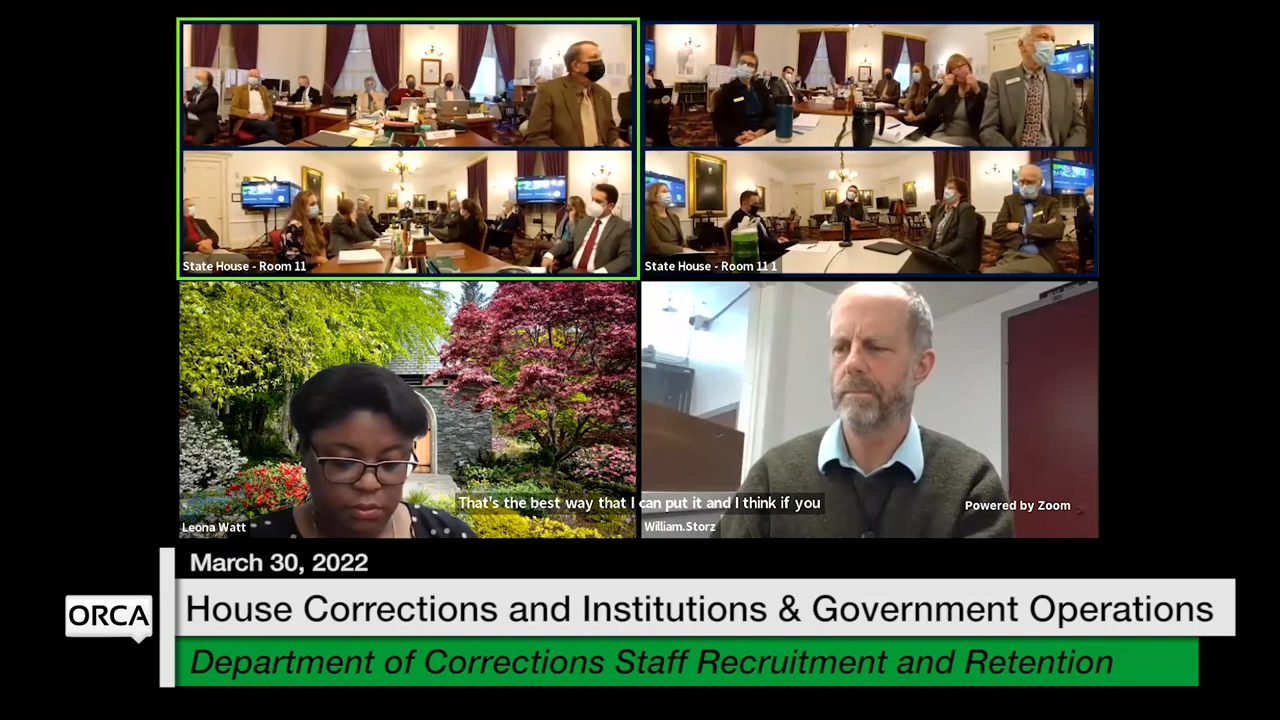 State House - Room 11
State House - Room 11 1
That's the best way that I can put it and I think if you
Powered by Zoom
Leona Watt
William.Storz
March 30, 2022
ORCA
House Corrections and Institutions & Government Operations
Department of Corrections Staff Recruitment and Retention